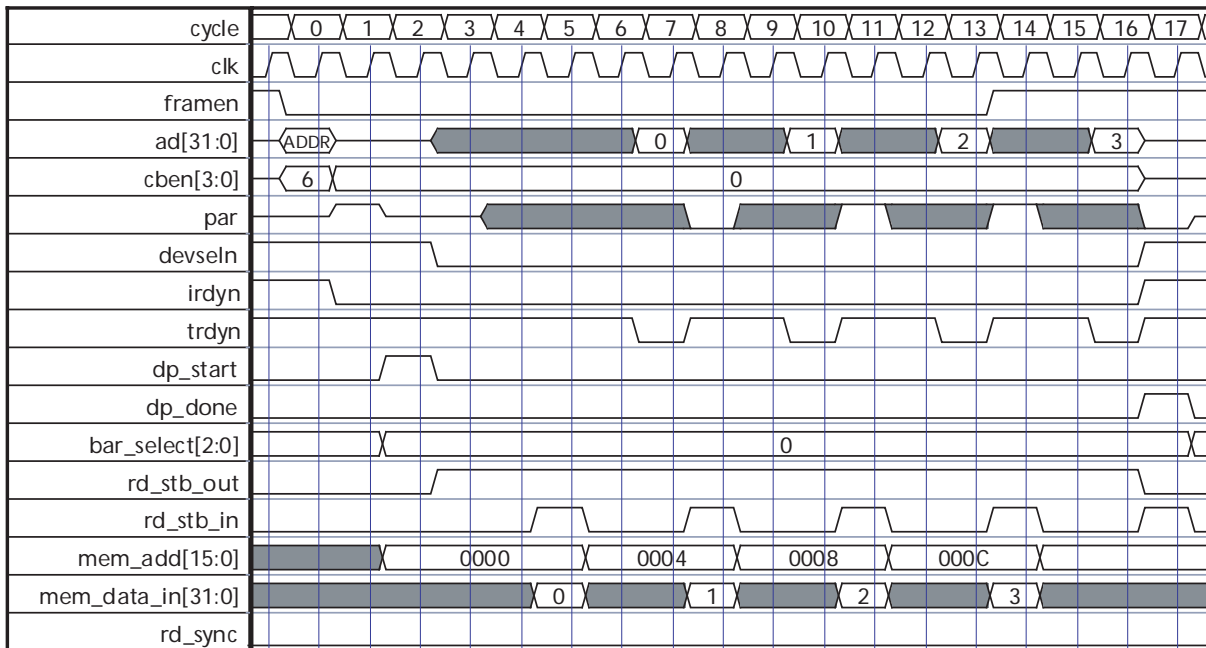 cycle 0 1 2 3 4 5 6 7 8 9 10 11 12 13 14 15 16 17
clk
framen
ad[31:0] ADDR 0 1 2 3
cben[3:0] 6 0
par
devseln
irdyn
trdyn
dp_start
dp_done
bar_select[2:0] 0
rd_stb_out
rd_stb_in
mem_add[15:0] 0000 0004 0008 000C
mem_data_in[31:0] 0 1 2 3
rd_sync